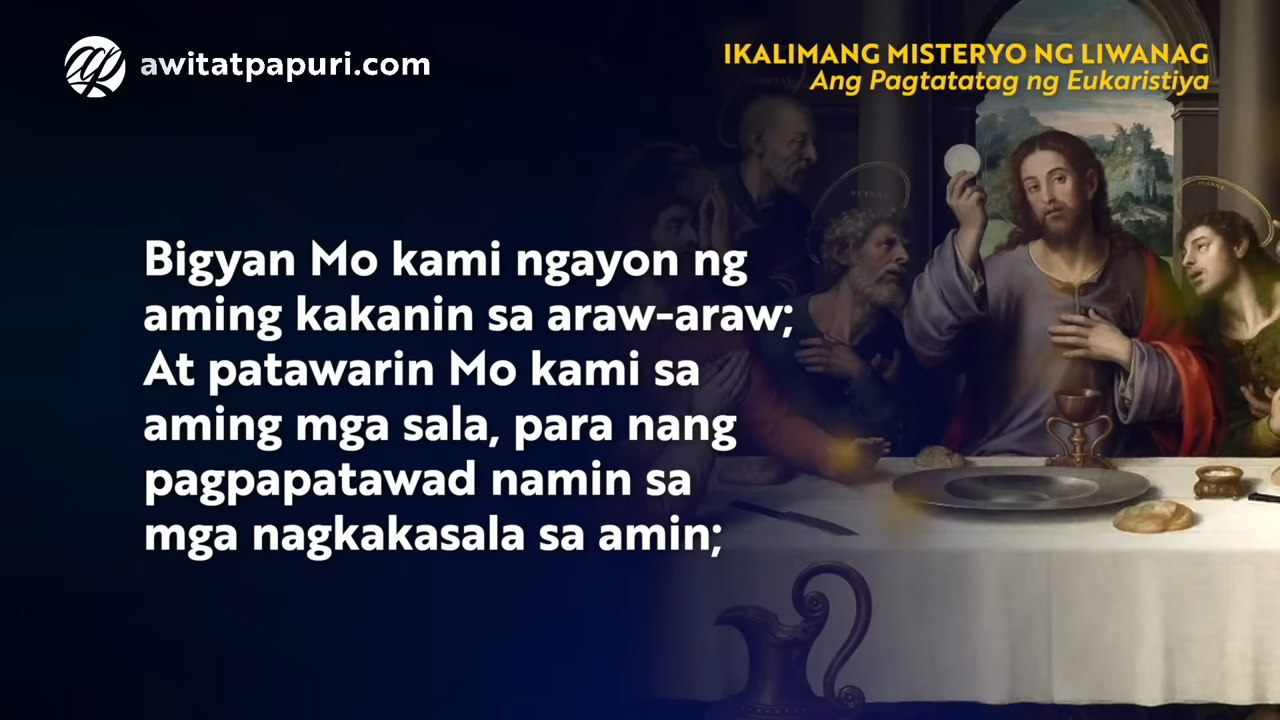 awitatpapuri.com
IKALIMANG MISTERYO NG LIWANAG
Ang Pagtatatag ng Eukaristiya
Bigyan Mo kami ngayon ng
aming kakanin sa araw-araw;
At patawarin Mo kami sa
aming mga sala, para nang
pagpapatawad namin sa
mga nagkakasala sa amin;